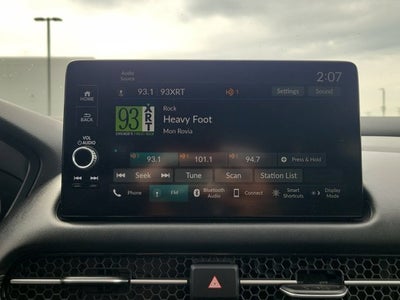 Audio
Source
2:07
93.1 | 93XRT
1
Settings
Sound
HOME
BACK
VOL
AUDIO
93
XRT
Rock
Heavy Foot
Mon Rovia
93.1
101.1
94.7
+ Press & Hold
Seek
Tune
Scan
Station List
Phone
FM
Bluetooth
Audio
Connect
Smart
Shortcuts
Display
Mode